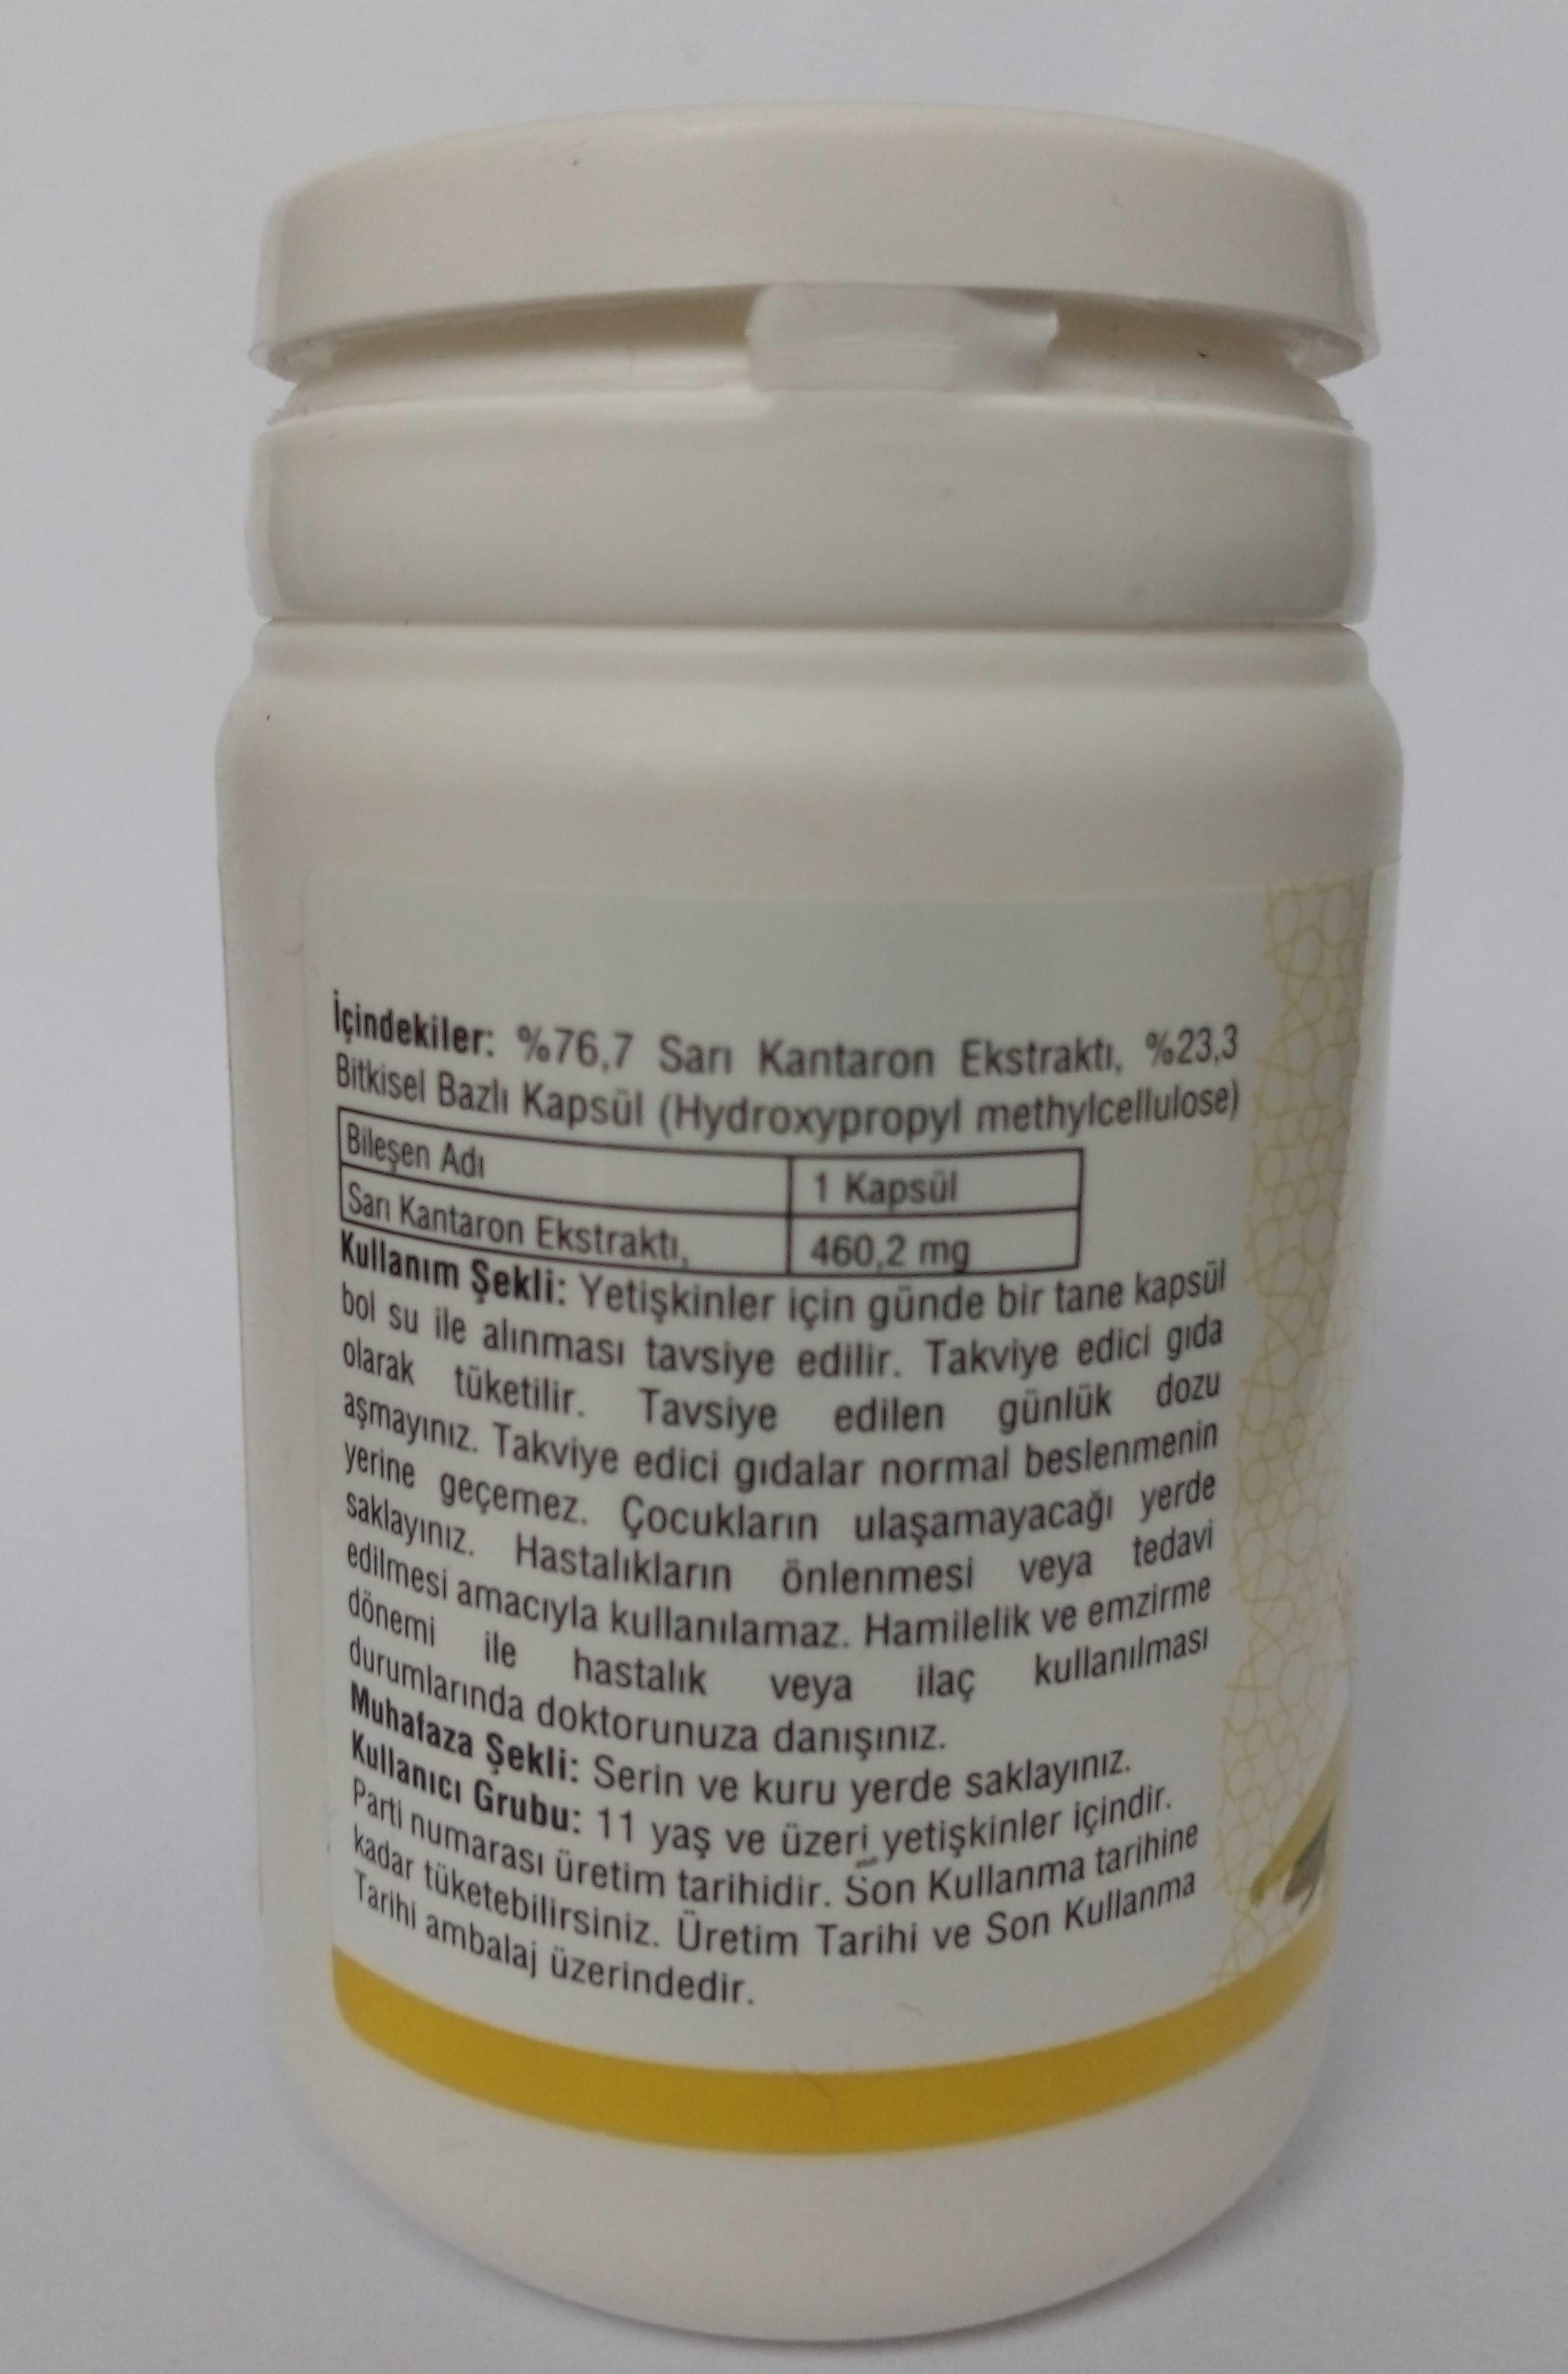 İçindekiler: %76,7 Sarı Kantaron Ekstraktı, %23,3
Bitkisel Bazlı Kapsül (Hydroxypropyl methylcellulose)
Bileşen Adı 1 Kapsül
Sarı Kantaron Ekstraktı, 460,2 mg
Kullanım Şekli: Yetişkinler için günde bir tane kapsül
bol su ile alınması tavsiye edilir. Takviye edici gıda
olarak tüketilir. Tavsiye edilen günlük dozu
aşmayınız. Takviye edici gıdalar normal beslenmenin
yerine geçemez. Çocukların ulaşamayacağı yerde
saklayınız. Hastalıkların önlenmesi veya tedavi
edilmesi amacıyla kullanılamaz. Hamilelik ve emzirme
dönemi ile hastalık veya ilaç kullanılması
durumlarında doktorunuza danışınız.
Muhafaza Şekli: Serin ve kuru yerde saklayınız.
Kullanıcı Grubu: 11 yaş ve üzeri yetişkinler içindir.
Parti numarası üretim tarihidir. Son Kullanma tarihine
kadar tüketebilirsiniz. Üretim Tarihi ve Son Kullanma
Tarihi ambalaj üzerindedir.